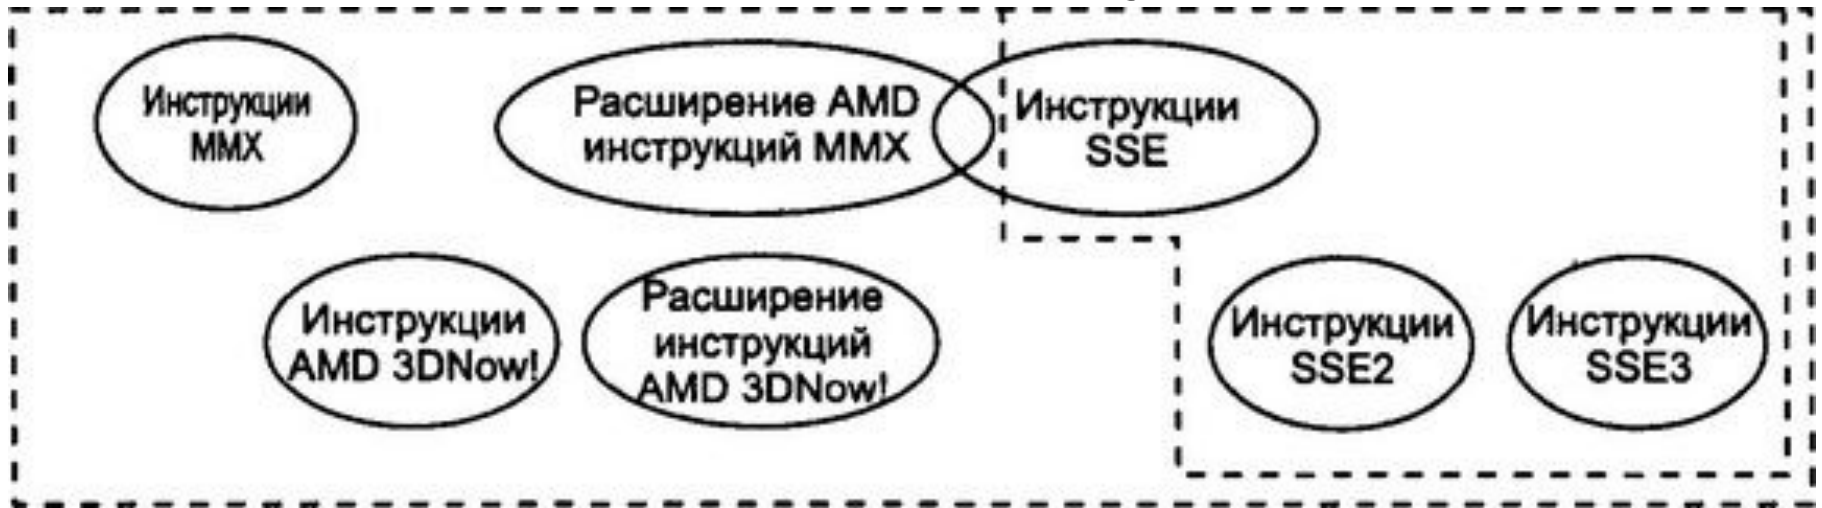 Инструкции
MMX
Расширение AMD
инструкций MMX
Инструкции
SSE
Инструкции
AMD 3DNow!
Расширение
инструкций
AMD 3DNow!
Инструкции
SSE2
Инструкции
SSE3